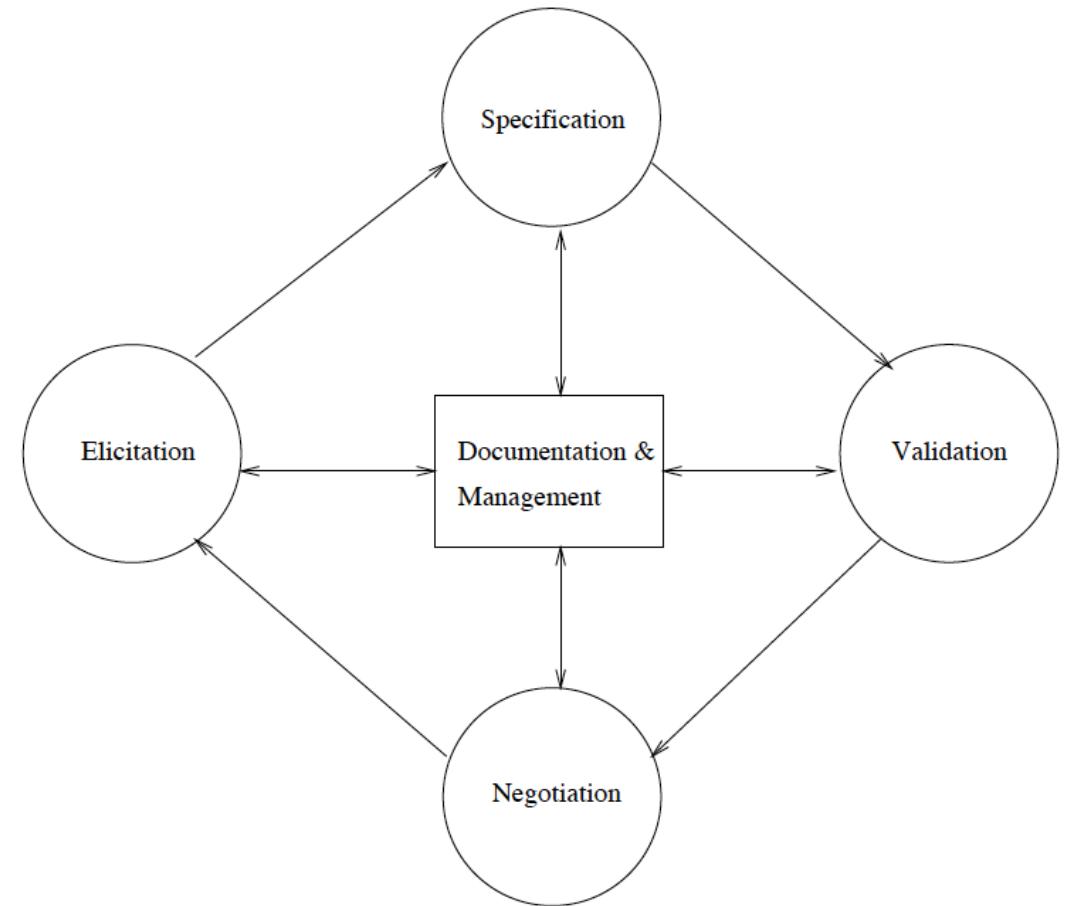 Specification
Elicitation
Documentation &
Management
Validation
Negotiation